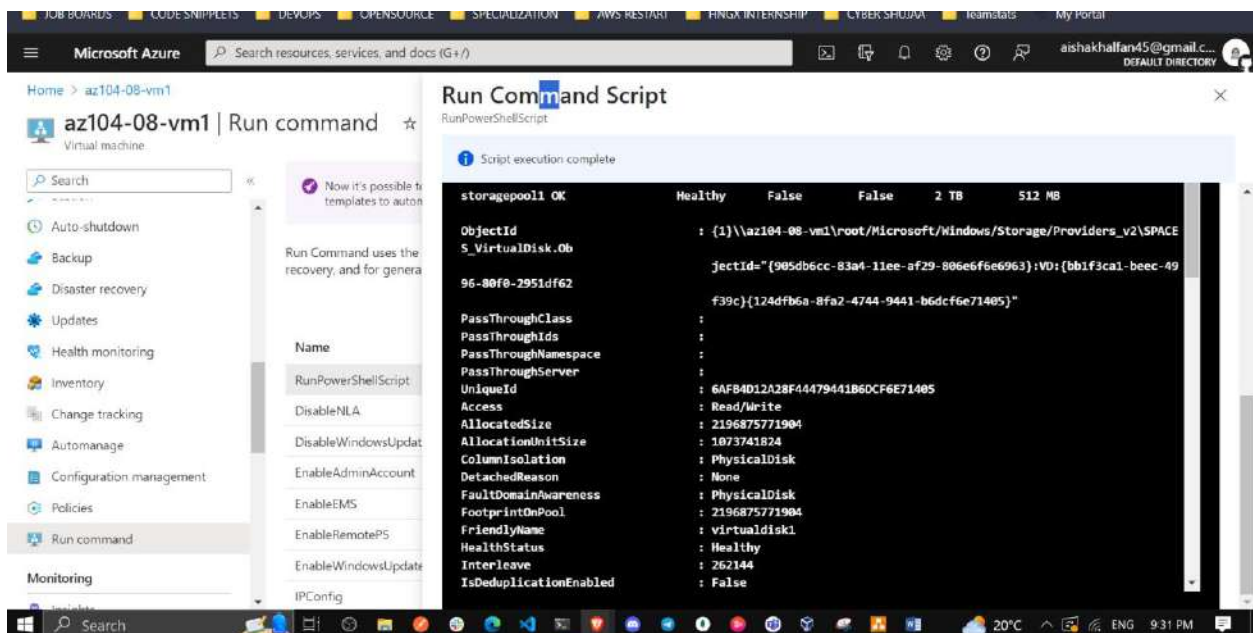 JOB BOARDS CODE SNIPPLETS DEVOPS OPENSOURCE SPECIALIZATION AWS RESTART HNGX INTERNSHIP CYBER SHUJAA Teamstats My Portal
Microsoft Azure Search resources, services, and docs (G+/) aishakhalfan45@gmail.c...
DEFAULT DIRECTORY
Home > az104-08-vm1
az104-08-vm1 | Run command
Virtual machine
Search
Auto-shutdown
Backup
Disaster recovery
Updates
Health monitoring
Inventory
Change tracking
Automanage
Configuration management
Policies
Run command
Monitoring
Now it's possible t
templates to auton
Run Command uses the
recovery, and for genera
Name
RunPowerShellScript
DisableNLA
DisableWindowsUpdat
EnableAdminAccount
EnableEMS
EnableRemotePS
EnableWindowsUpdate
IPConfig
Run Command Script
RunPowerShellScript
Script execution complete
storagepool1 OK Healthy False False 2 TB 512 MB
ObjectId : {1}\\az104-08-vm1\root/Microsoft/Windows/Storage/Providers_v2\SPACE
S_VirtualDisk.Ob
jectId="{905db6cc-83a4-11ee-af29-806e6f6e6963}:VD:{bb1f3ca1-beec-49
96-80f0-2951df62
f39c}{124dfb6a-8fa2-4744-9441-b6dcf6e71405}"
PassThroughClass :
PassThroughIds :
PassThroughNamespace :
PassThroughServer :
UniqueId : 6AFB4D12A28F44479441B6DCF6E71405
Access : Read/Write
AllocatedSize : 2196875771904
AllocationUnitSize : 1073741824
ColumnIsolation : PhysicalDisk
DetachedReason : None
FaultDomainAwareness : PhysicalDisk
FootprintOnPool : 2196875771904
FriendlyName : virtualdisk1
HealthStatus : Healthy
Interleave : 262144
IsDeduplicationEnabled : False
Search 20°C ENG 9:31 PM